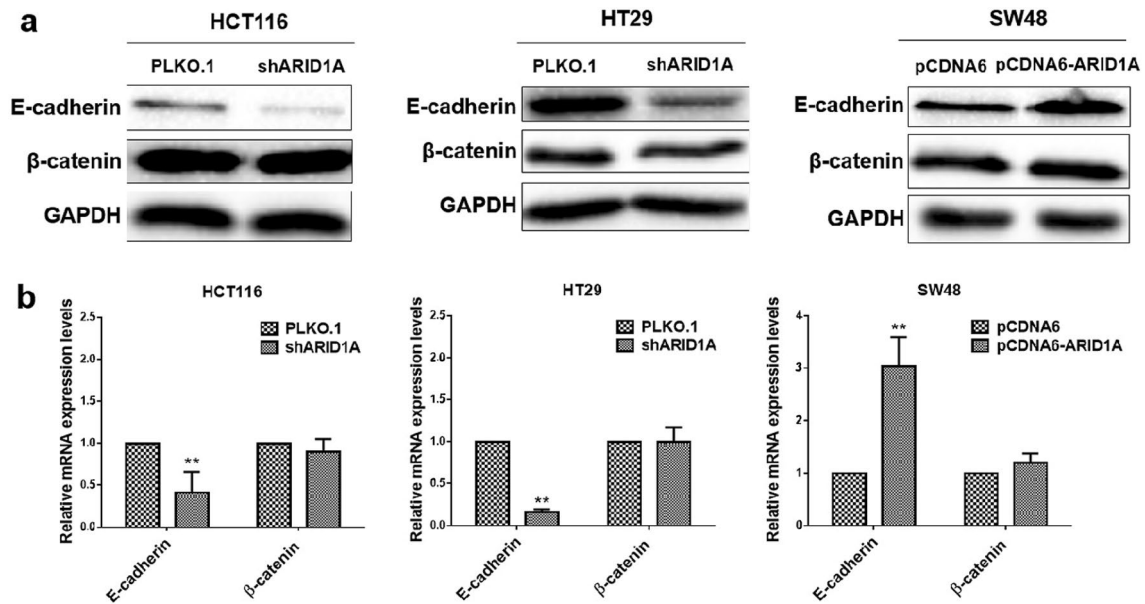 a
HCT116
HT29
SW48
PLKO.1 shARID1A
PLKO.1 shARID1A
pCDNA6 pCDNA6-ARID1A
E-cadherin
β-catenin
GAPDH
E-cadherin
β-catenin
GAPDH
E-cadherin
β-catenin
GAPDH
b
HCT116
Relative mRNA expression levels
2.5
2.0
1.5
1.0
0.5
0.0
PLKO.1
shARID1A
**
E-cadherin
β-catenin
HT29
Relative mRNA expression levels
2.5
2.0
1.5
1.0
0.5
0.0
PLKO.1
shARID1A
**
E-cadherin
β-catenin
SW48
Relative mRNA expression levels
4
3
2
1
0
pCDNA6
pCDNA6-ARID1A
**
E-cadherin
β-catenin